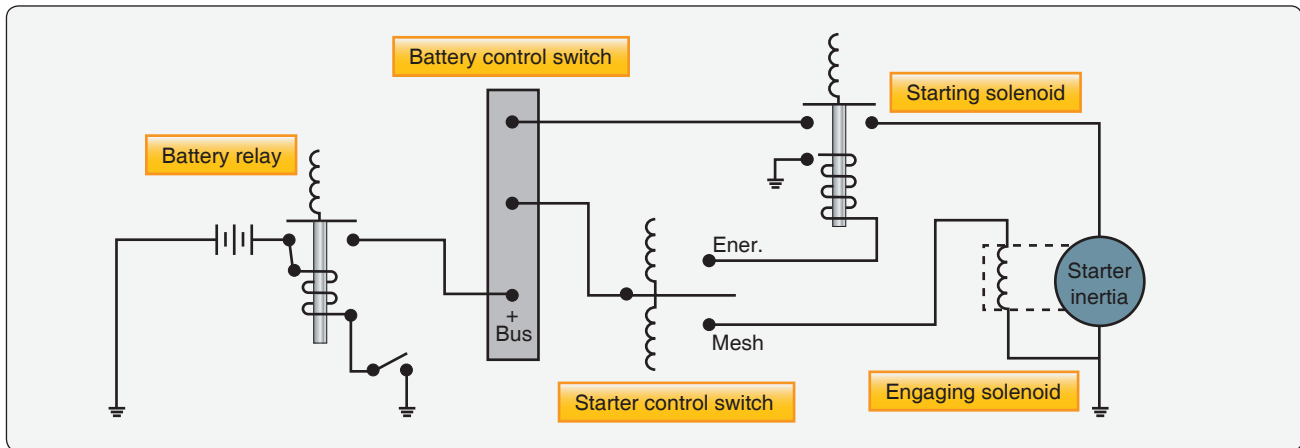 Battery control switch
Starting solenoid
Battery relay
Ener.
Starter
inertia
+
Bus
Mesh
Starter control switch
Engaging solenoid